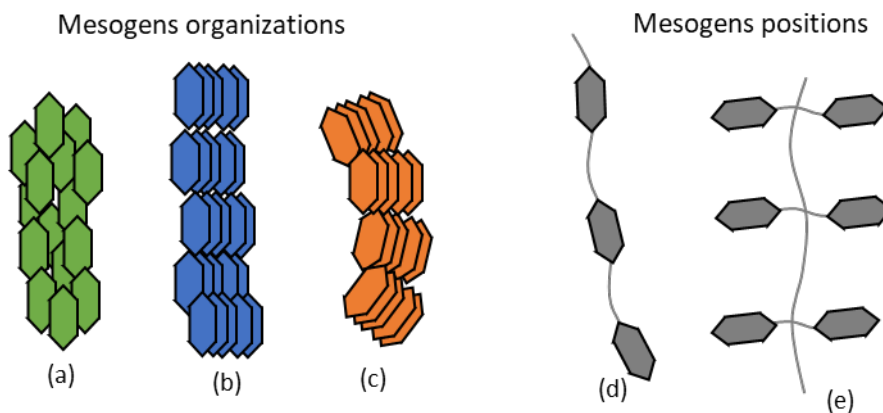 Mesogens organizations
Mesogens positions
(a)
(b)
(c)
(d)
(e)